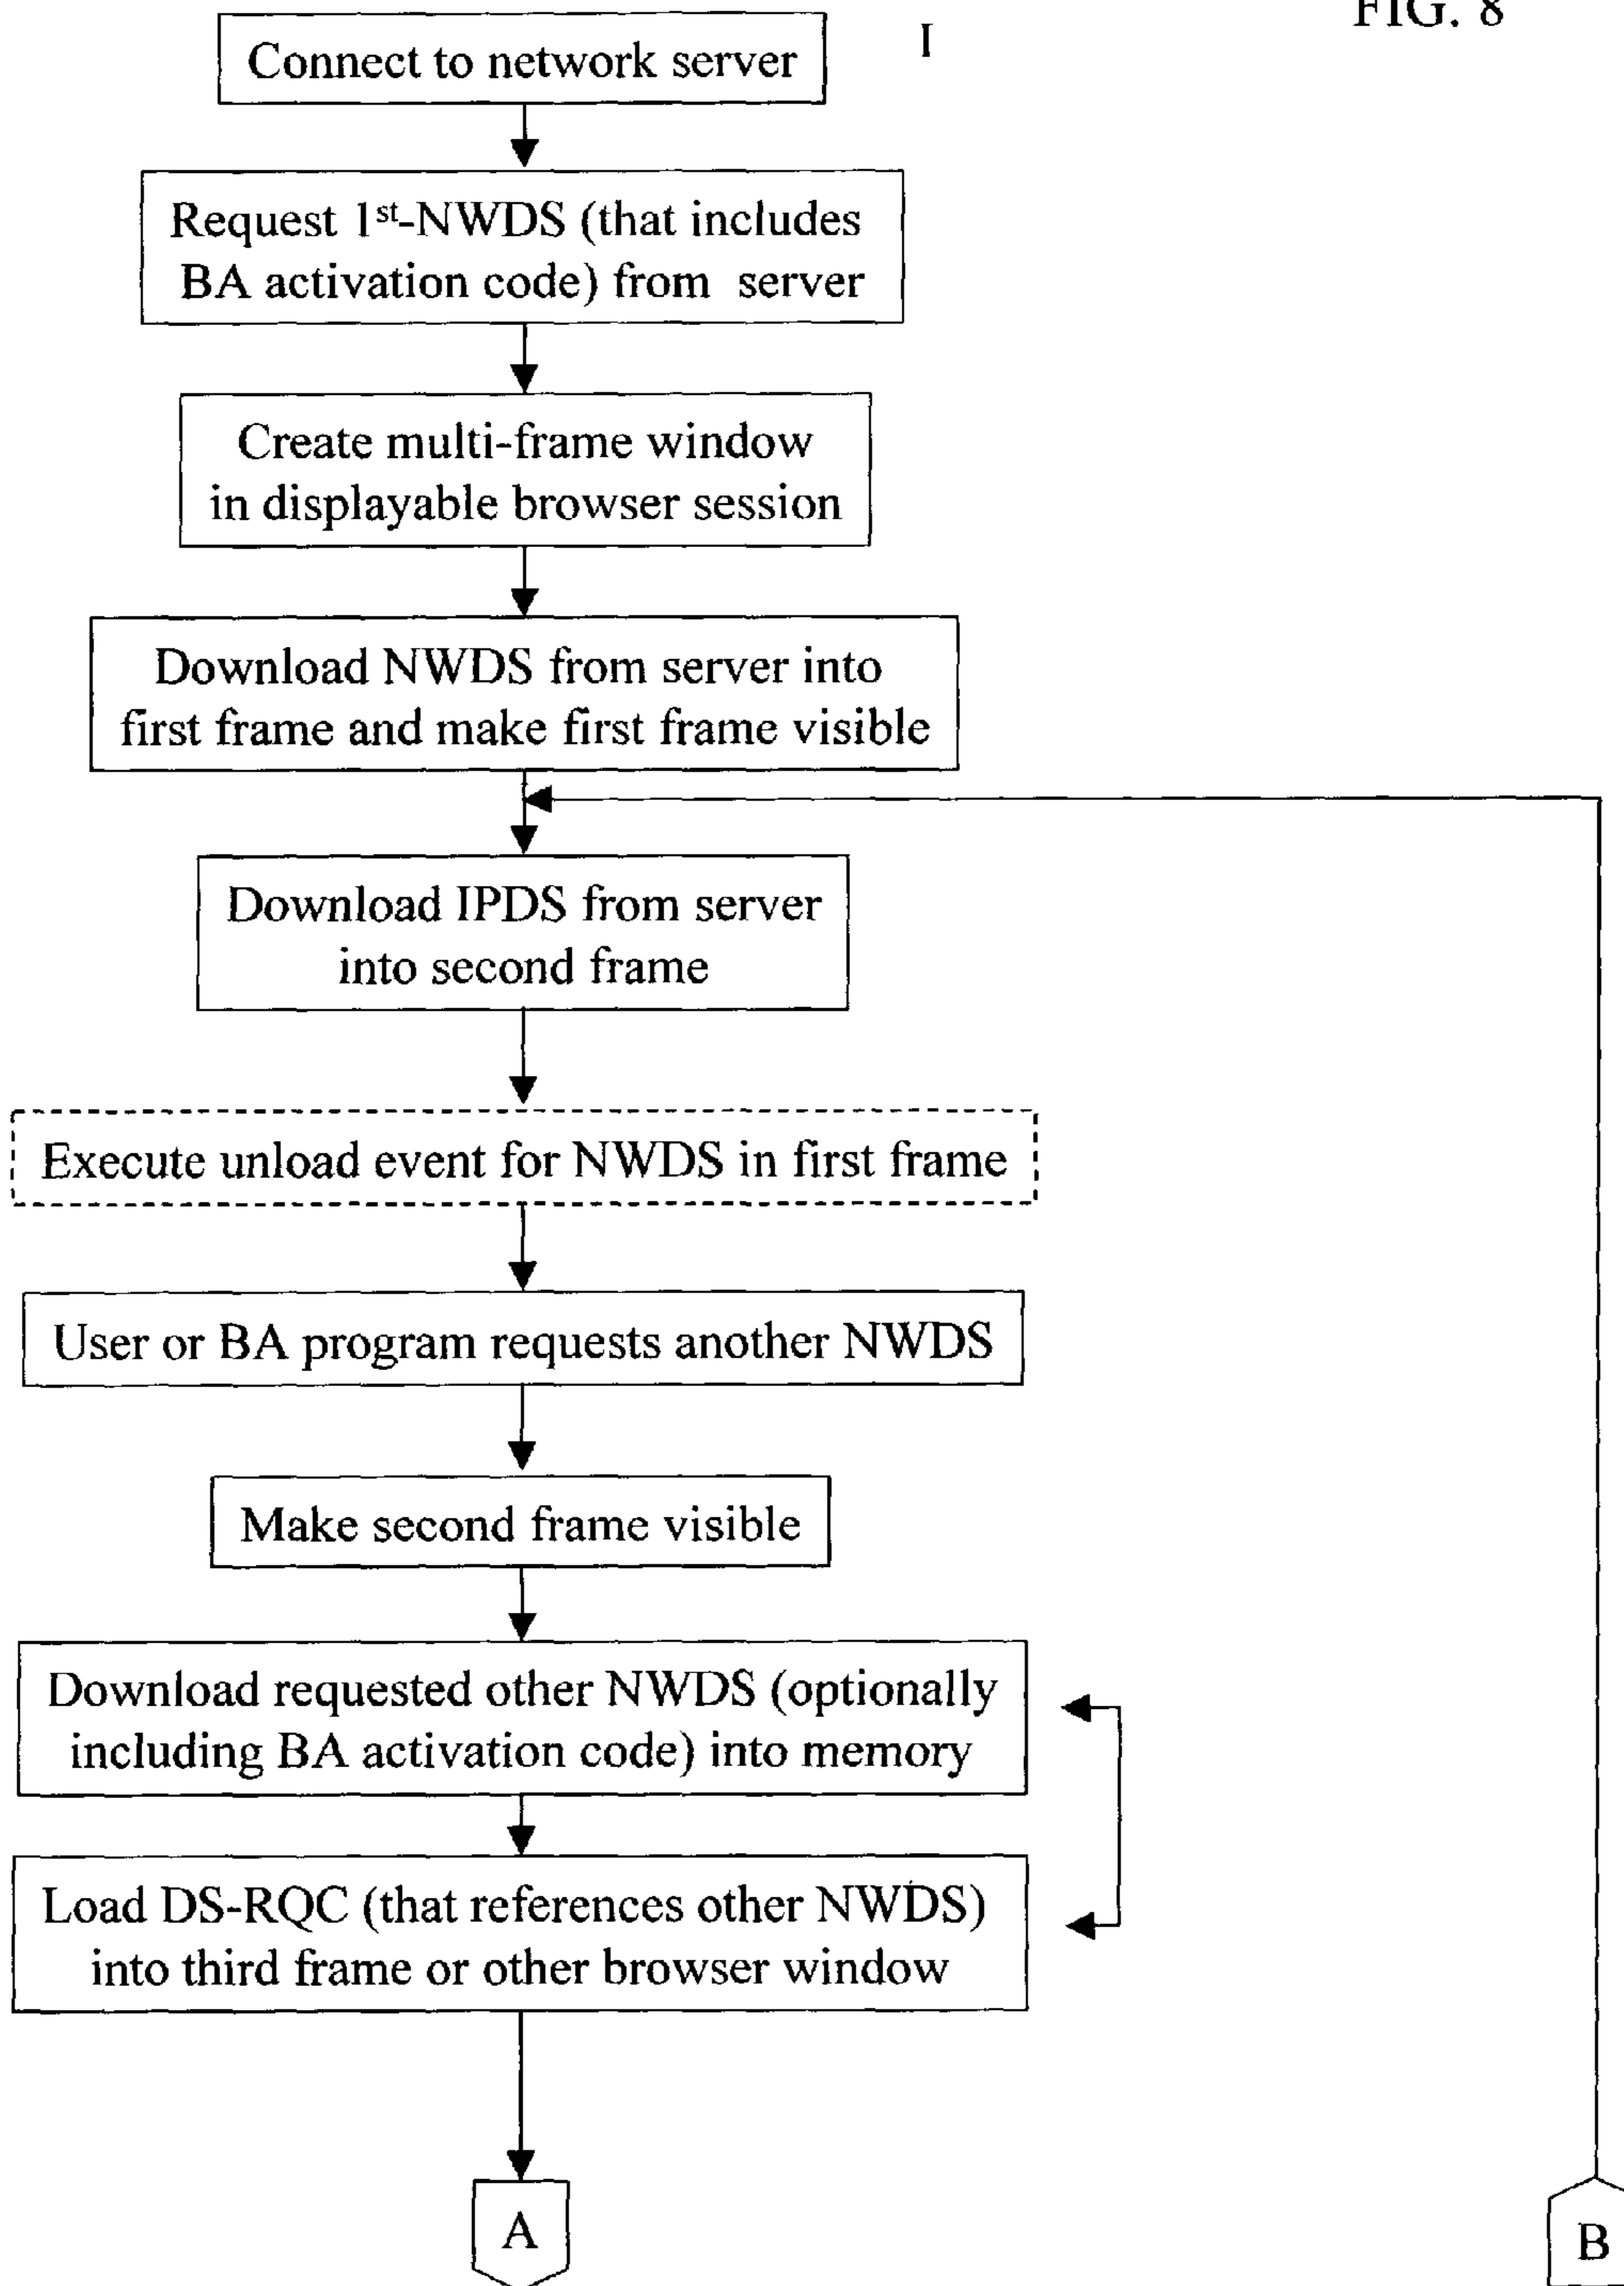 FIG. 8
I
Connect to network server
Request 1st-NWDS (that includes
BA activation code) from server
Create multi-frame window
in displayable browser session
Download NWDS from server into
first frame and make first frame visible
Download IPDS from server
into second frame
Execute unload event for NWDS in first frame
User or BA program requests another NWDS
Make second frame visible
Download requested other NWDS (optionally
including BA activation code) into memory
Load DS-RQC (that references other NWDS)
into third frame or other browser window
A
B